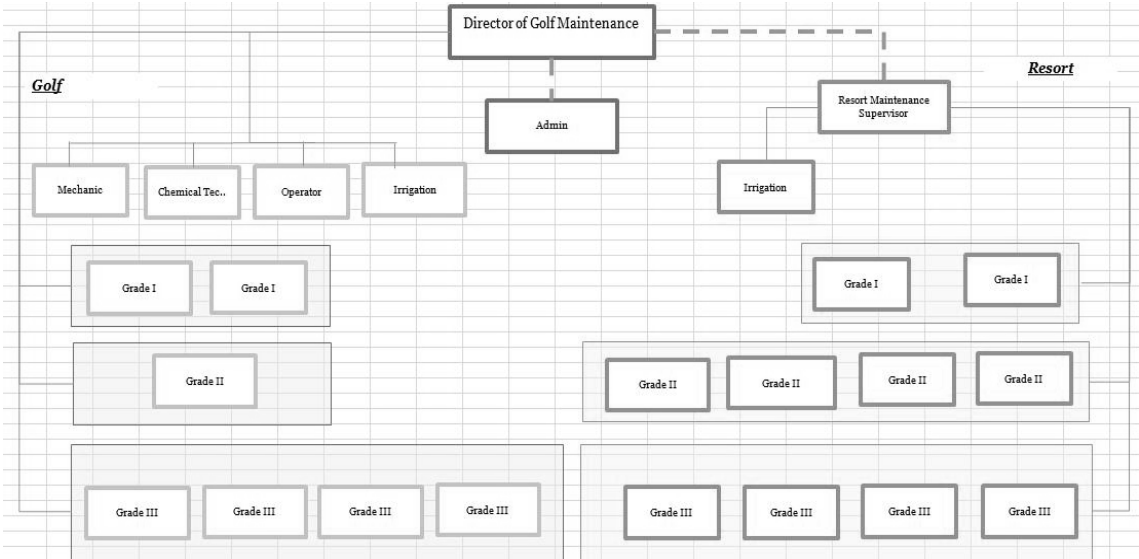 Director of Golf Maintenance
Golf
Resort
Resort Maintenance
Supervisor
Admin
Mechanic
Chemical Tec..
Operator
Irrigation
Irrigation
Grade I
Grade I
Grade I
Grade I
Grade II
Grade II
Grade II
Grade II
Grade II
Grade III
Grade III
Grade III
Grade III
Grade III
Grade III
Grade III
Grade III